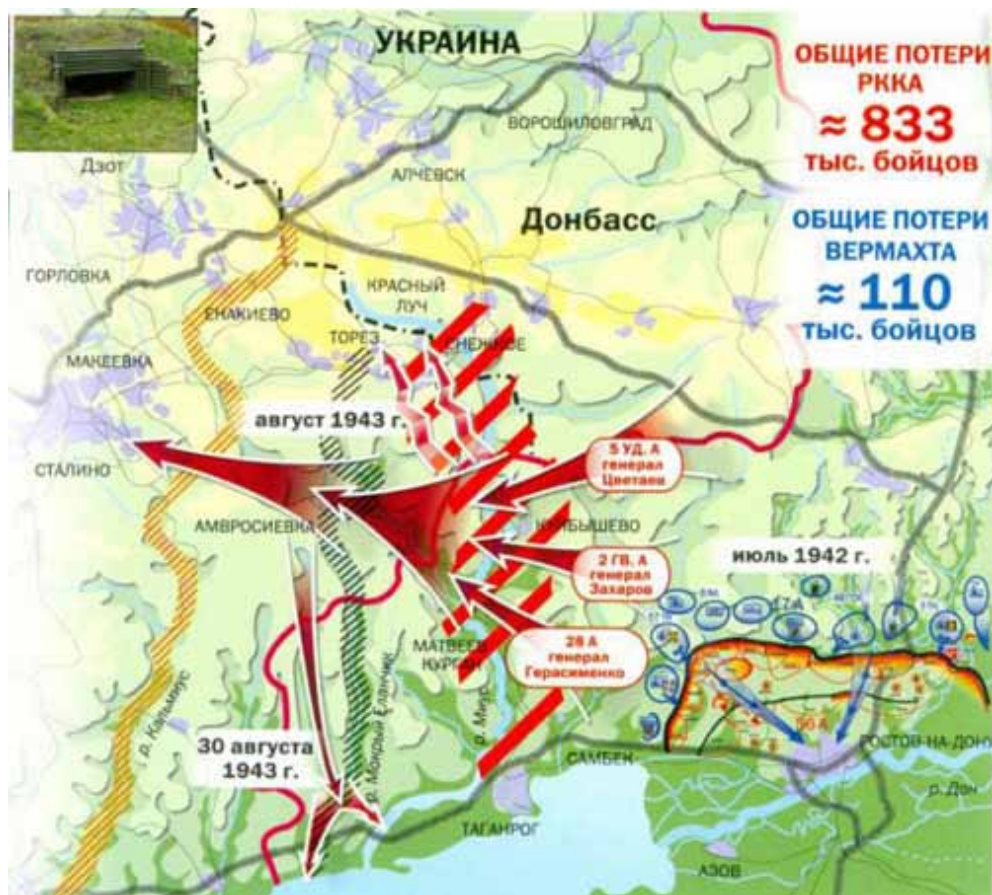 УКРАИНА
ОБЩИЕ ПОТЕРИ
РККА
≈ 833
тыс. бойцов
ОБЩИЕ ПОТЕРИ
ВЕРМАХТА
≈ 110
тыс. бойцов
Дзот
ВОРОШИЛОВГРАД
АЛЧЕВСК
Донбасс
ГОРЛОВКА
КРАСНЫЙ
ЛУЧ
ЕНАКИЕВО
ТОРЕЗ
МАКЕЕВКА
август 1943 г.
СТАЛИНО
5 УД. А
генерал
Цветаев
АМВРОСИЕВКА
2 ГВ. А
генерал
Захаров
июль 1942 г.
28 А
генерал
Герасименко
МАТВЕЕВ
КУРГАН
р. Кальмиус
р. Мокрый Еланчик
р. Миус
56 А
30 августа
1943 г.
САМБЕК
РОСТОВ-НА-ДОНУ
р. Дон
ТАГАНРОГ
АЗОВ